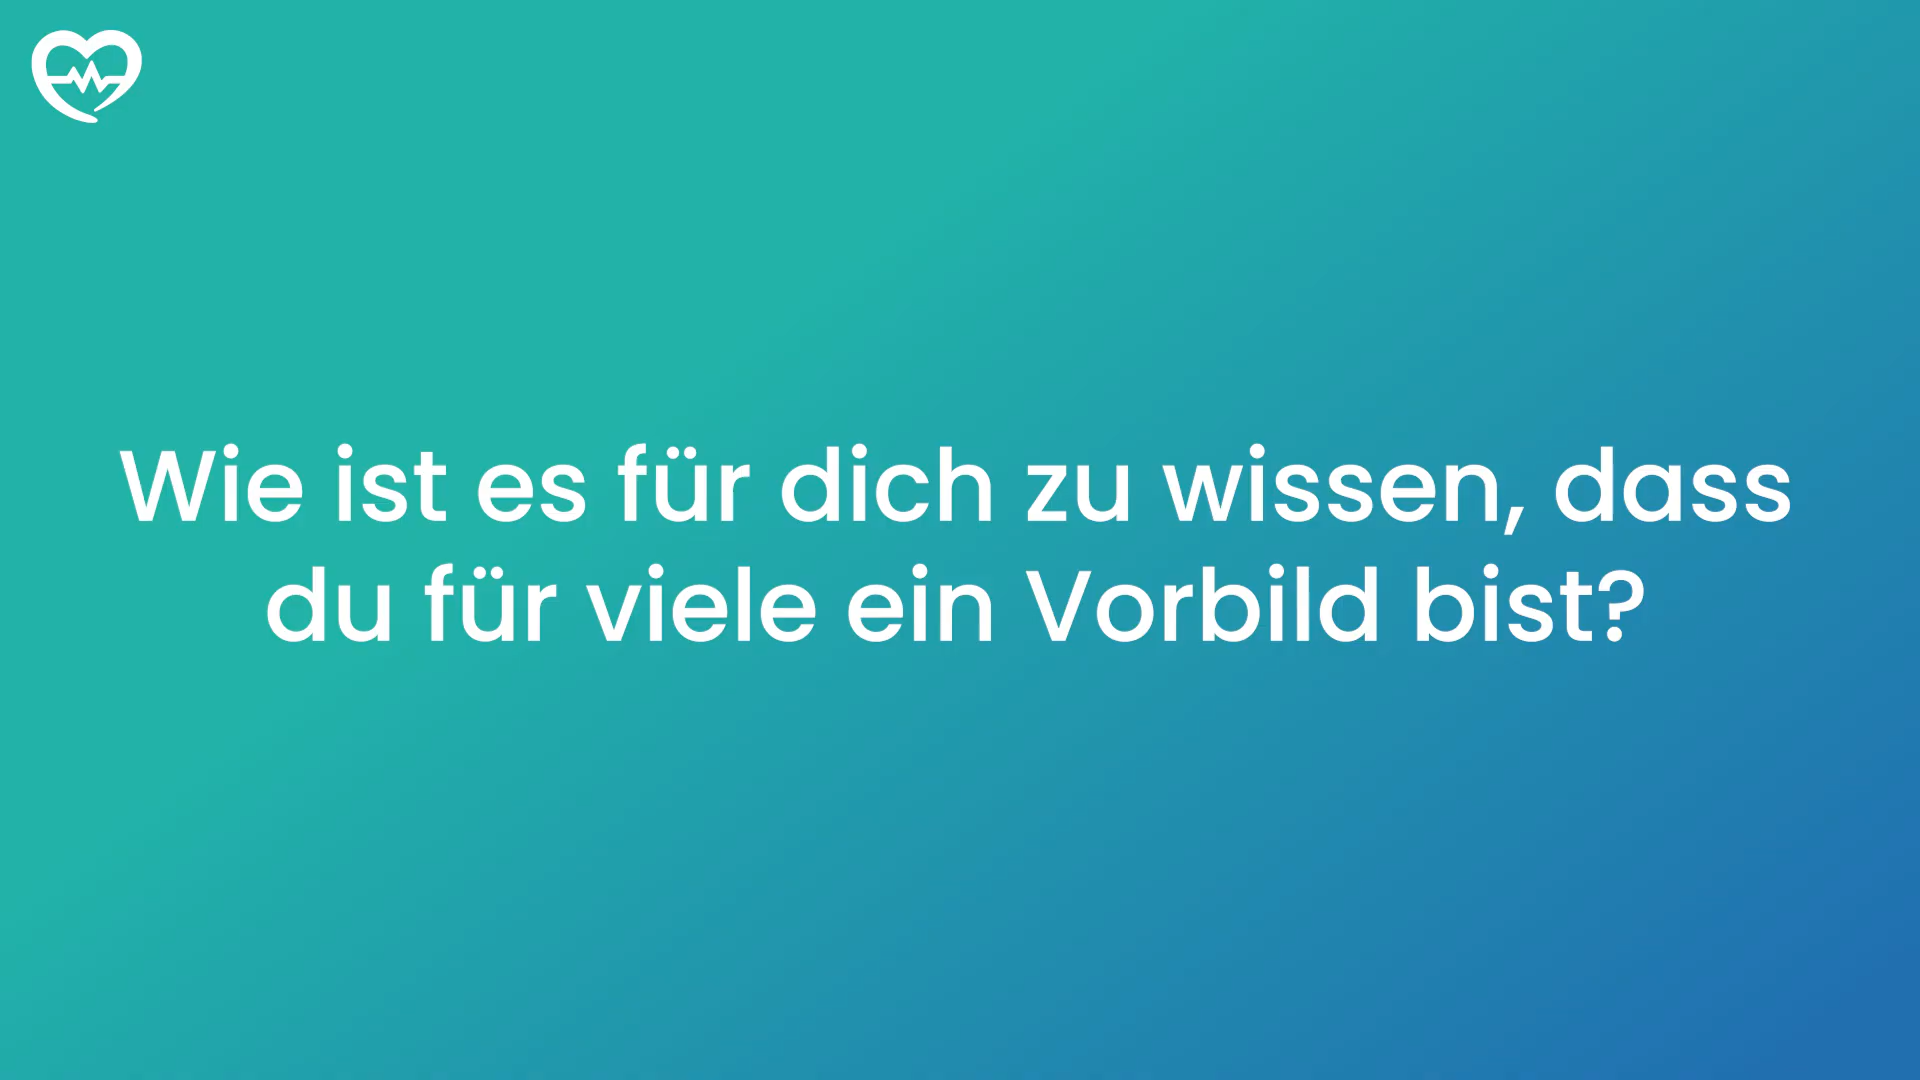 Wie ist es für dich zu wissen, dass
du für viele ein Vorbild bist?